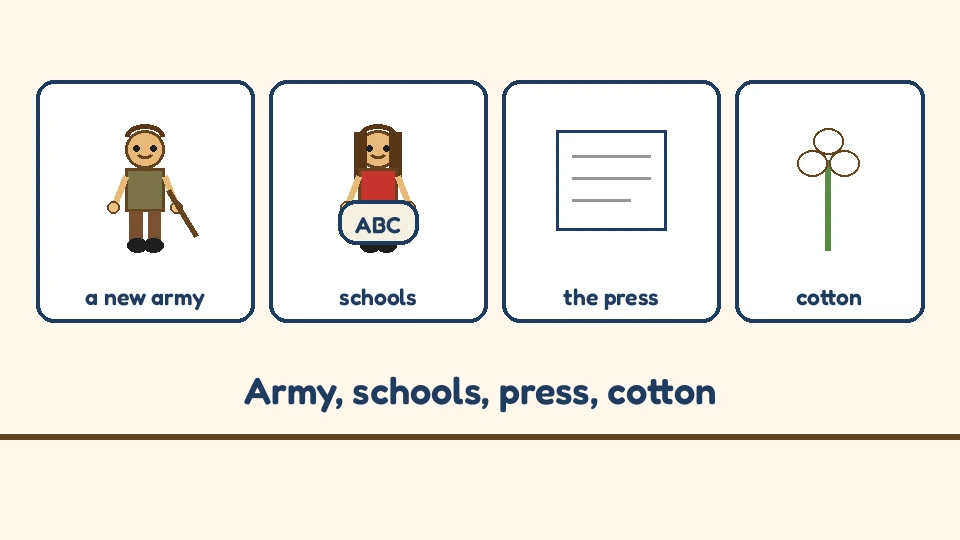 ABC
a new army
schools
the press
cotton
Army, schools, press, cotton